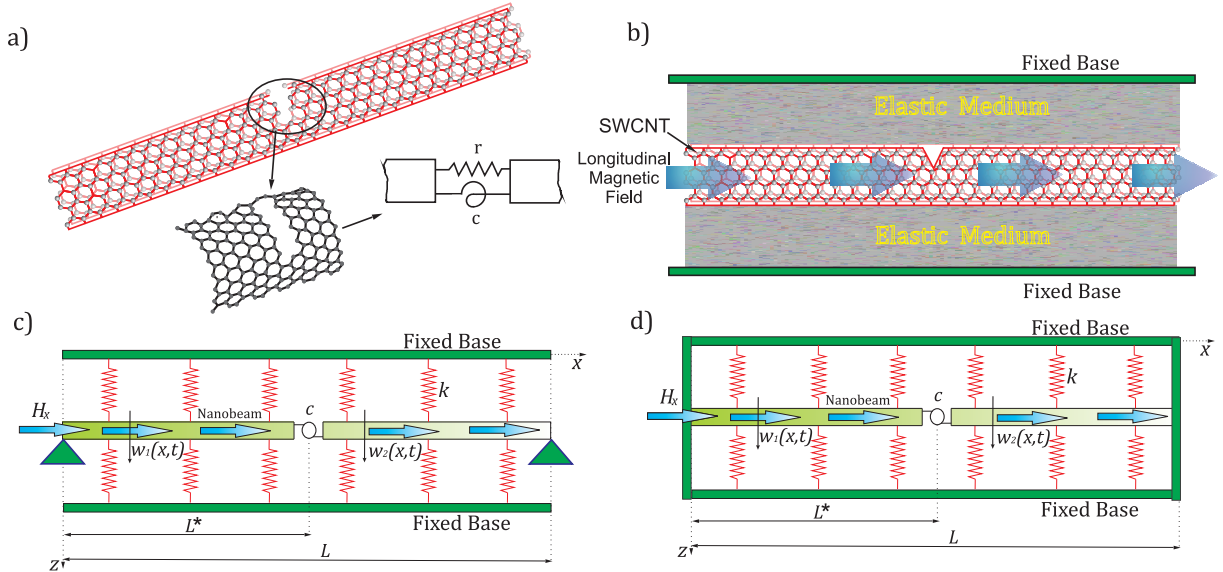 a)
r
c
b)
Fixed Base
Elastic Medium
SWCNT
Longitudinal
Magnetic
Field
Elastic Medium
Fixed Base
c)
Fixed Base
x
k
Nanobeam
c
Hx
w1(x,t)
w2(x,t)
Fixed Base
L*
L
z
d)
Fixed Base
x
k
Nanobeam
c
Hx
w1(x,t)
w2(x,t)
Fixed Base
L*
L
z